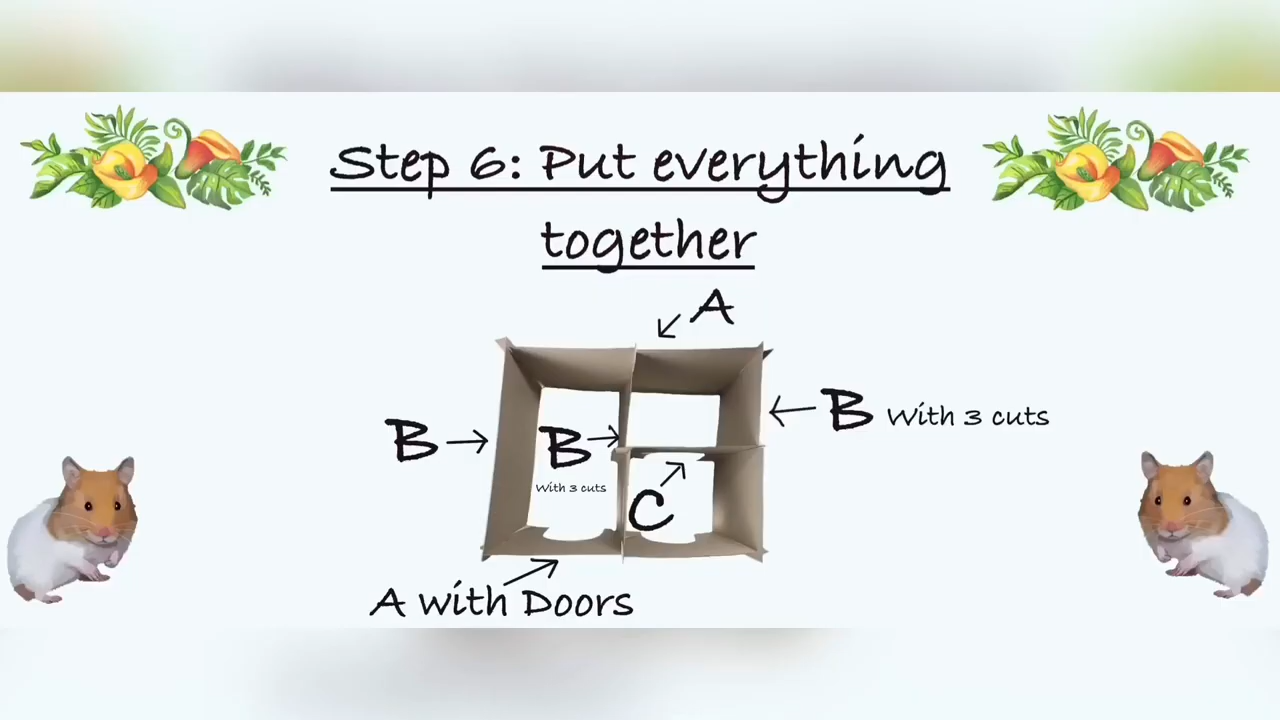 Step 6: Put everything
together
A
B With 3 cuts
B
B
With 3 cuts
C
A with Doors